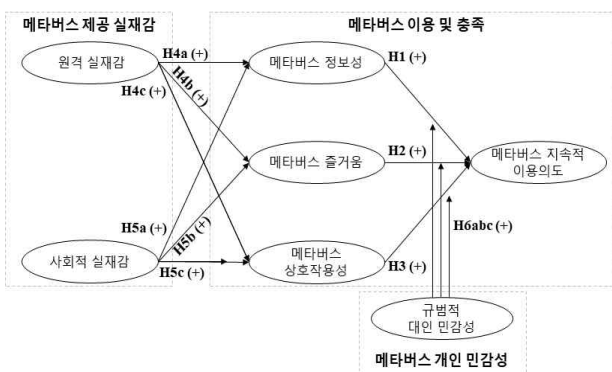 메타버스 제공 실재감
메타버스 이용 및 충족
원격 실재감
H4a (+)
H4b (+)
H4c (+)
메타버스 정보성
H1 (+)
메타버스 즐거움
H2 (+)
메타버스 지속적
이용의도
H5a (+)
H5b (+)
H5c (+)
사회적 실재감
메타버스
상호작용성
H3 (+)
H6abc (+)
규범적
대인 민감성
메타버스 개인 민감성